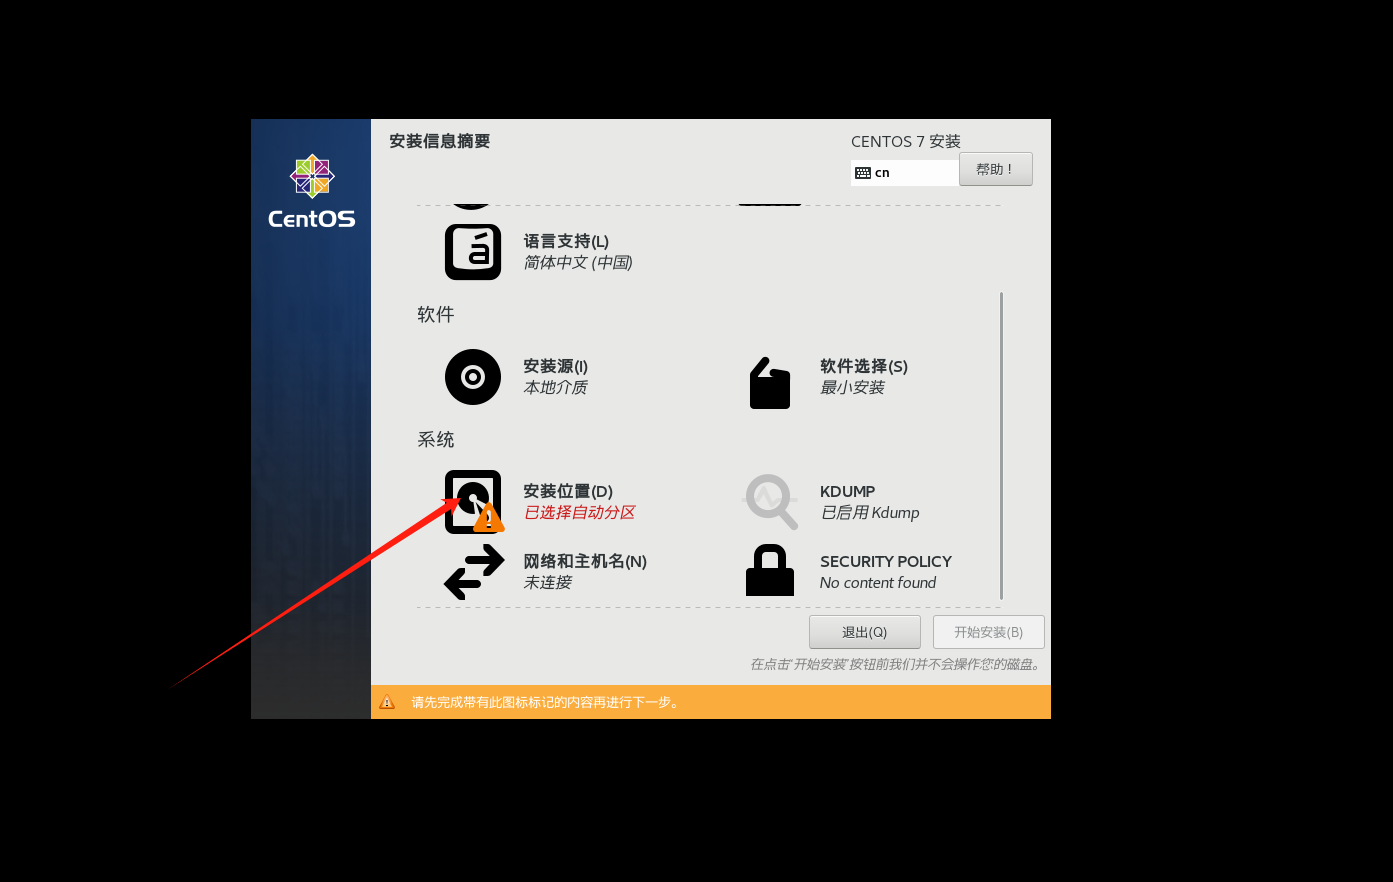 安装信息摘要
CENTOS 7 安装
cn
帮助！
CentOS
语言支持(L)
简体中文 (中国)
软件
安装源(I)
本地介质
软件选择(S)
最小安装
系统
安装位置(D)
已选择自动分区
KDUMP
已启用 Kdump
网络和主机名(N)
未连接
SECURITY POLICY
No content found
退出(Q)
开始安装(B)
在点击"开始安装"按钮前我们并不会操作您的磁盘。
请先完成带有此图标标记的内容再进行下一步。